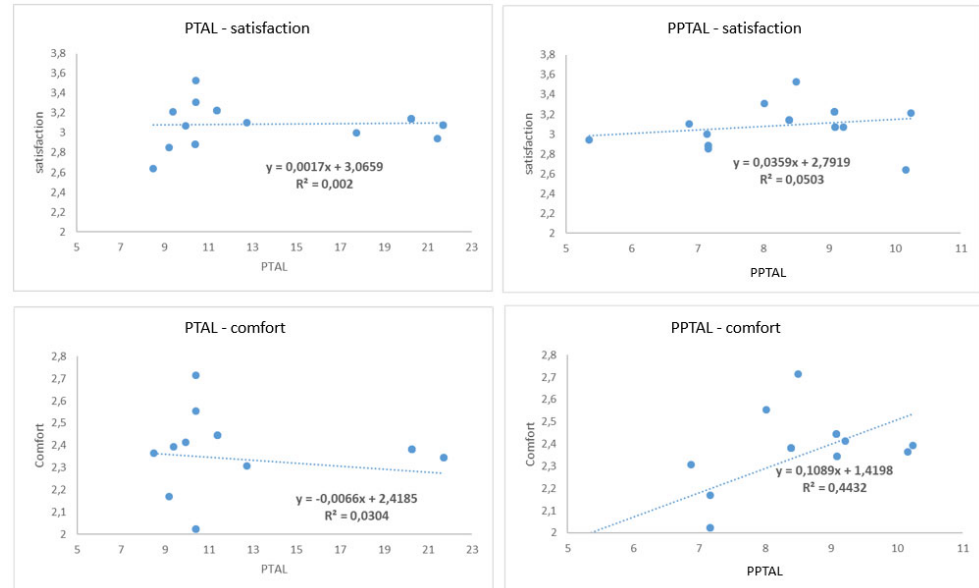 PTAL - satisfaction
3,8
3,6
3,4
3,2
3
2,8
2,6
2,4
2,2
2
satisfaction
y = 0,0017x + 3,0659
R² = 0,002
5 7 9 11 13 15 17 19 21 23
PTAL
PPTAL - satisfaction
3,8
3,6
3,4
3,2
3
2,8
2,6
2,4
2,2
2
satisfaction
y = 0,0359x + 2,7919
R² = 0,0503
5 6 7 8 9 10 11
PPTAL
PTAL - comfort
2,8
2,7
2,6
2,5
2,4
2,3
2,2
2,1
2
Comfort
y = -0,0066x + 2,4185
R² = 0,0304
5 7 9 11 13 15 17 19 21 23
PTAL
PPTAL - comfort
2,8
2,7
2,6
2,5
2,4
2,3
2,2
2,1
2
Comfort
y = 0,1089x + 1,4198
R² = 0,4432
5 6 7 8 9 10 11
PPTAL